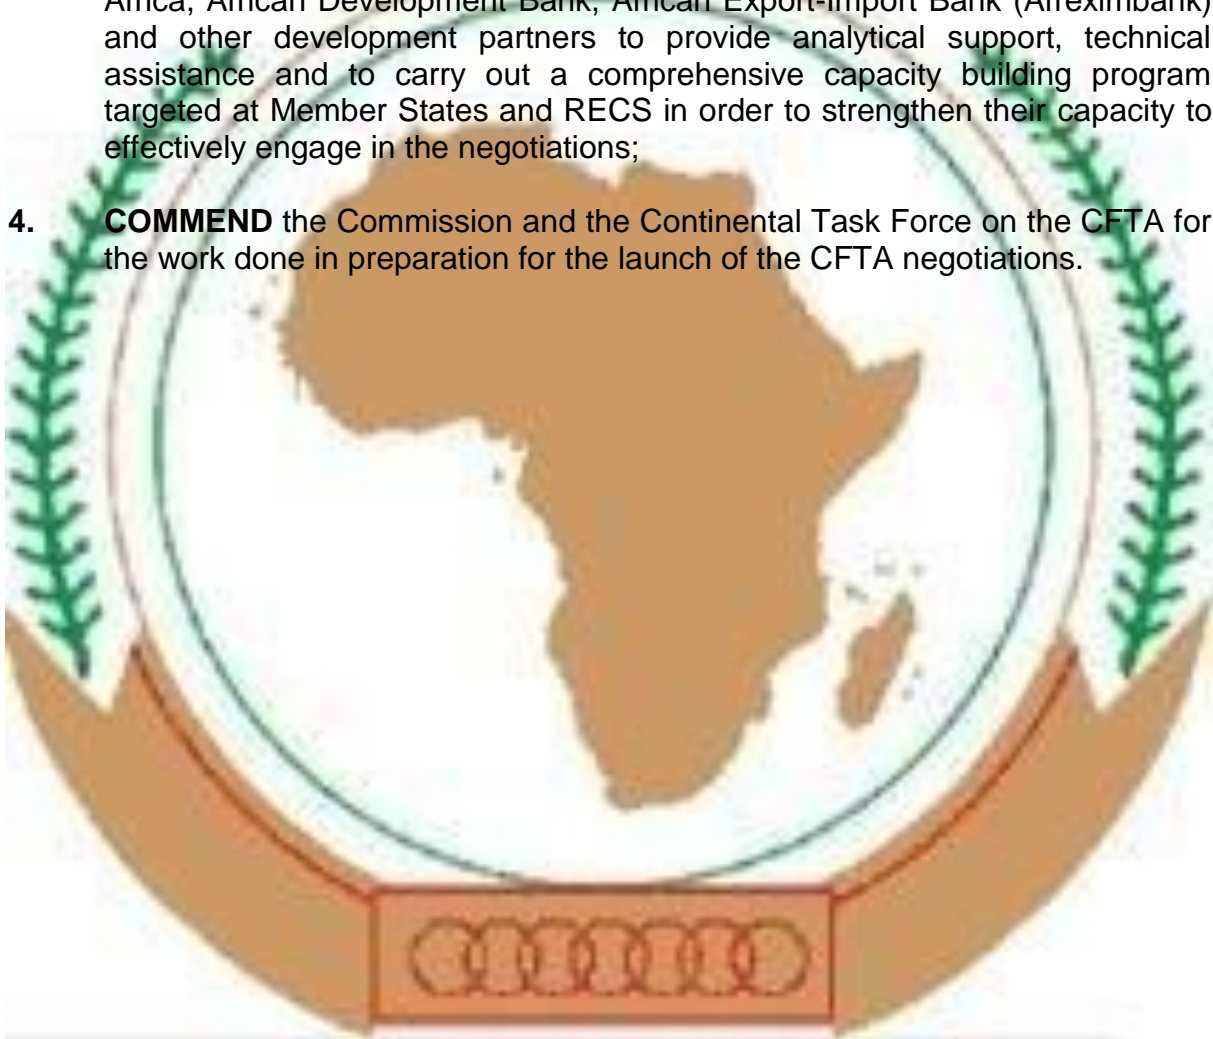 Africa, African Development Bank, African Export-Import Bank (Afreximbank)
and other development partners to provide analytical support, technical
assistance and to carry out a comprehensive capacity building program
targeted at Member States and RECS in order to strengthen their capacity to
effectively engage in the negotiations;
4. COMMEND the Commission and the Continental Task Force on the CFTA for
the work done in preparation for the launch of the CFTA negotiations.